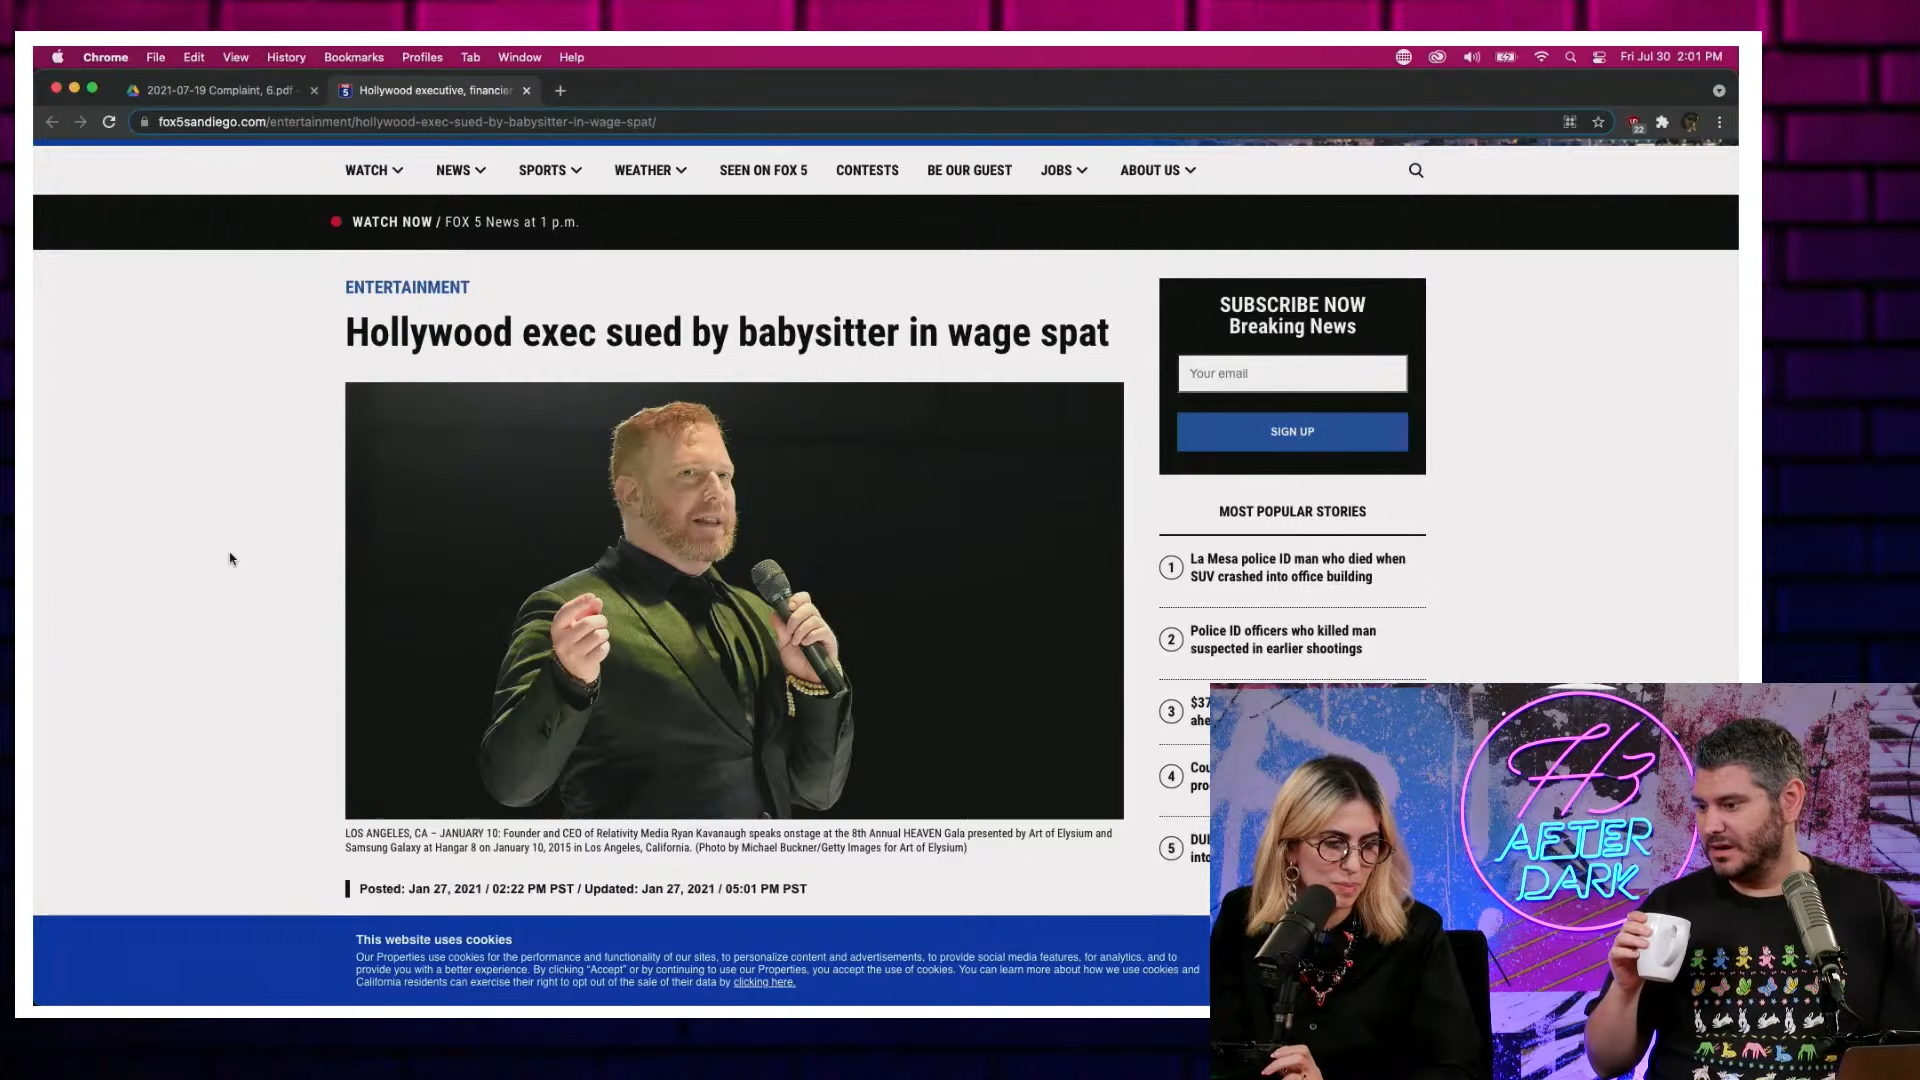 Chrome File Edit View History Bookmarks Profiles Tab Window Help
Fri Jul 30 2:01 PM
2021-07-19 Complaint, 6.pdf
Hollywood executive, financier
fox5sandiego.com/entertainment/hollywood-exec-sued-by-babysitter-in-wage-spat/
22
WATCH NEWS SPORTS WEATHER SEEN ON FOX 5 CONTESTS BE OUR GUEST JOBS ABOUT US
WATCH NOW / FOX 5 News at 1 p.m.
ENTERTAINMENT
Hollywood exec sued by babysitter in wage spat
LOS ANGELES, CA – JANUARY 10: Founder and CEO of Relativity Media Ryan Kavanaugh speaks onstage at the 8th Annual HEAVEN Gala presented by Art of Elysium and
Samsung Galaxy at Hangar 8 on January 10, 2015 in Los Angeles, California. (Photo by Michael Buckner/Getty Images for Art of Elysium)
Posted: Jan 27, 2021 / 02:22 PM PST / Updated: Jan 27, 2021 / 05:01 PM PST
SUBSCRIBE NOW
Breaking News
Your email
SIGN UP
MOST POPULAR STORIES
1 La Mesa police ID man who died when
SUV crashed into office building
2 Police ID officers who killed man
suspected in earlier shootings
3 $37
ahe
4 Cou
pro
5 DUI
into
This website uses cookies
Our Properties use cookies for the performance and functionality of our sites, to personalize content and advertisements, to provide social media features, for analytics, and to
provide you with a better experience. By clicking “Accept” or by continuing to use our Properties, you accept the use of cookies. You can learn more about how we use cookies and
California residents can exercise their right to opt out of the sale of their data by clicking here.
H3
AFTER
DARK